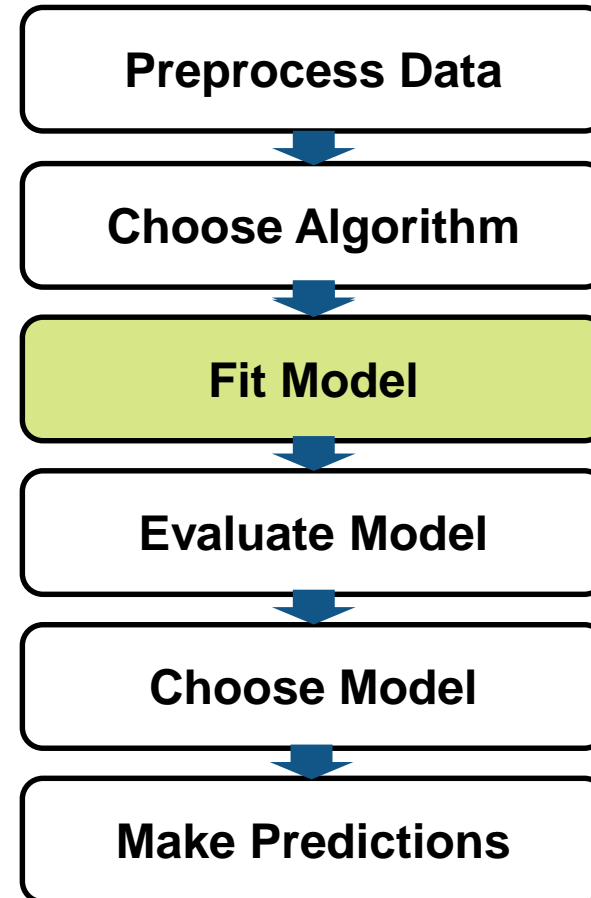 Preprocess Data
Choose Algorithm
Fit Model
Evaluate Model
Choose Model
Make Predictions